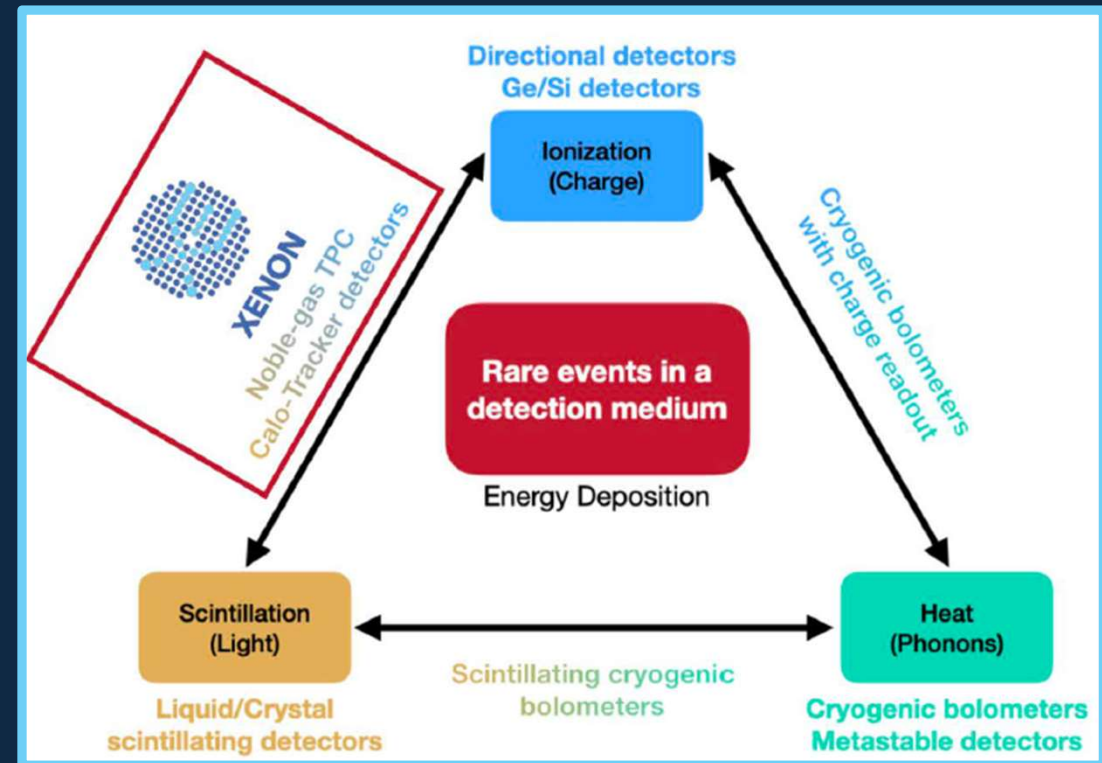 Directional detectors
Ge/Si detectors
Ionization
(Charge)
XENON
Noble-gas TPC
Calo-Tracker detectors
Cryogenic bolometers
with charge readout
Rare events in a
detection medium
Energy Deposition
Scintillation
(Light)
Heat
(Phonons)
Scintillating cryogenic
bolometers
Liquid/Crystal
scintillating detectors
Cryogenic bolometers
Metastable detectors